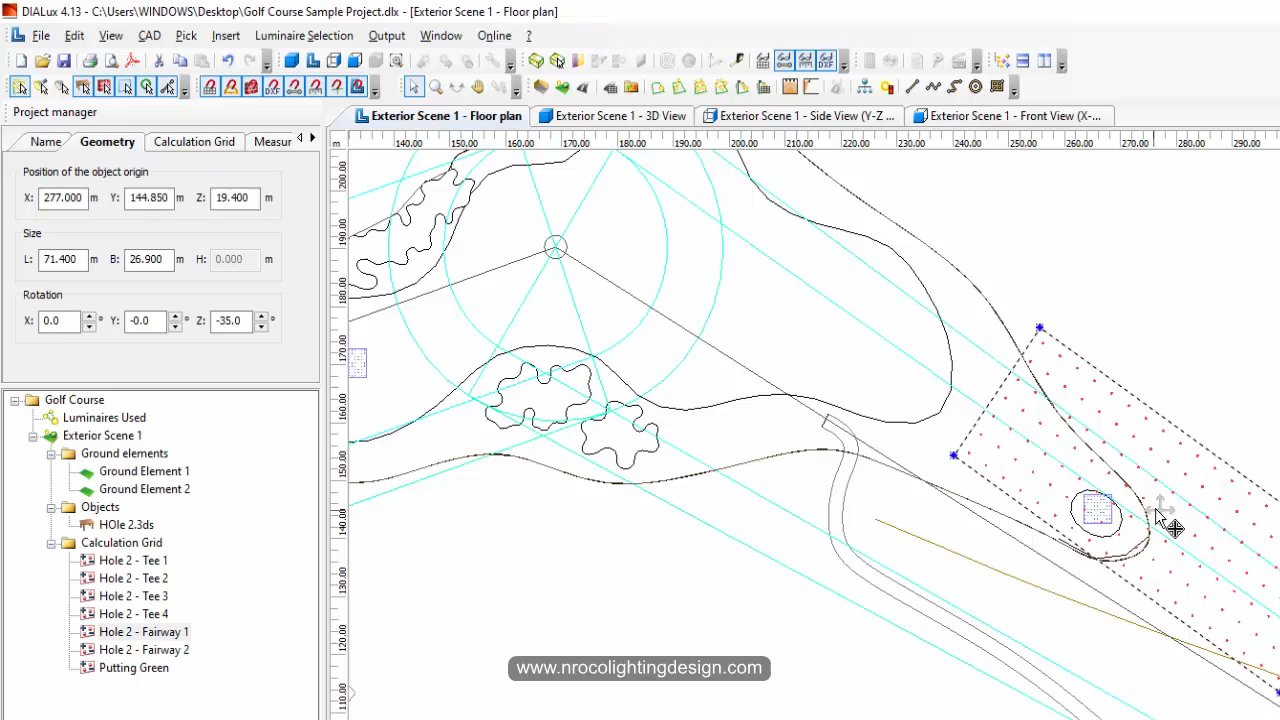 DIALux 4.13 - C:\Users\WINDOWS\Desktop\Golf Course Sample Project.dlx - [Exterior Scene 1 - Floor plan]
File Edit View CAD Pick Insert Luminaire Selection Output Window Online ?
Project manager
Exterior Scene 1 - Floor plan Exterior Scene 1 - 3D View Exterior Scene 1 - Side View (Y-Z ... Exterior Scene 1 - Front View (X-...
Name Geometry Calculation Grid Measur
m 140.00 150.00 160.00 170.00 180.00 190.00 200.00 210.00 220.00 230.00 240.00 250.00 260.00 270.00 280.00 290.00
Position of the object origin
X: 277.000 m Y: 144.850 m Z: 19.400 m
Size
L: 71.400 m B: 26.900 m H: 0.000 m
Rotation
X: 0.0 ° Y: -0.0 ° Z: -35.0 °
200.00
190.00
180.00
170.00
160.00
150.00
140.00
130.00
120.00
110.00
Golf Course
Luminaires Used
Exterior Scene 1
Ground elements
Ground Element 1
Ground Element 2
Objects
HOle 2.3ds
Calculation Grid
Hole 2 - Tee 1
Hole 2 - Tee 2
Hole 2 - Tee 3
Hole 2 - Tee 4
Hole 2 - Fairway 1
Hole 2 - Fairway 2
Putting Green
www.nrocolightingdesign.com